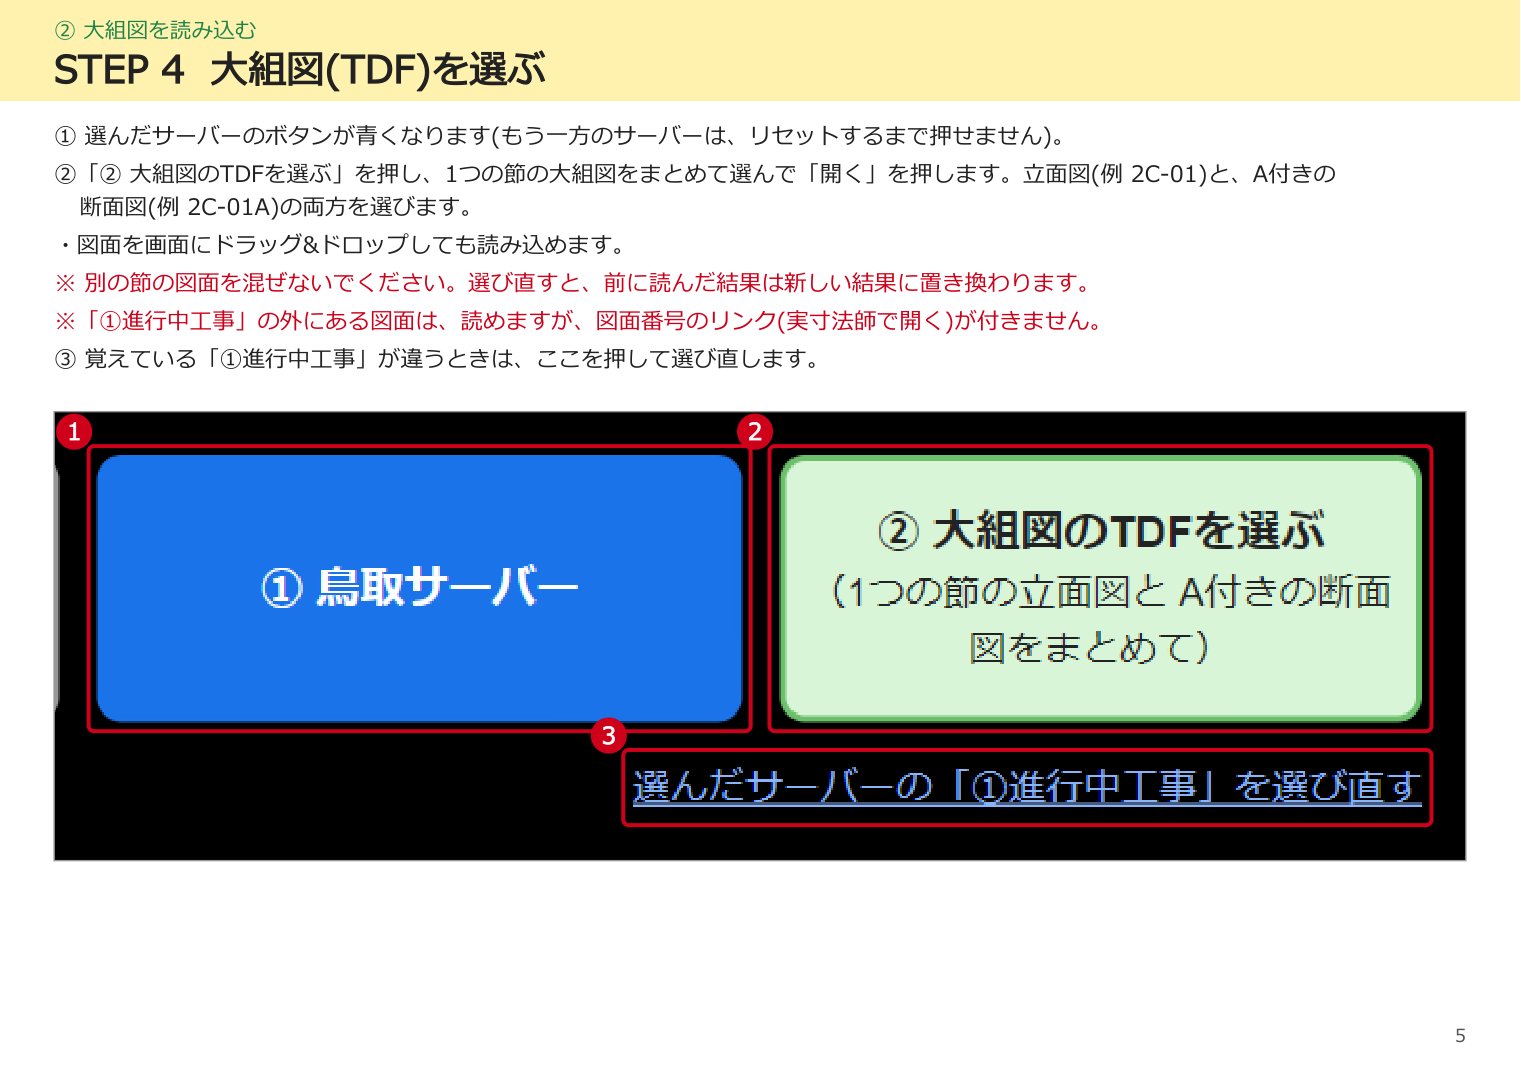 ② 大組図を読み込む
STEP 4 大組図(TDF)を選ぶ
① 選んだサーバーのボタンが青くなります(もう一方のサーバーは、リセットするまで押せません)。
②「② 大組図のTDFを選ぶ」を押し、1つの節の大組図をまとめて選んで「開く」を押します。立面図(例 2C-01)と、A付きの
断面図(例 2C-01A)の両方を選びます。
・図面を画面にドラッグ&ドロップしても読み込めます。
※ 別の節の図面を混ぜないでください。選び直すと、前に読んだ結果は新しい結果に置き換わります。
※「①進行中工事」の外にある図面は、読めますが、図面番号のリンク(実寸法師で開く)が付きません。
③ 覚えている「①進行中工事」が違うときは、ここを押して選び直します。
1
2
① 鳥取サーバー
② 大組図のTDFを選ぶ
（1つの節の立面図と A付きの断面
図をまとめて）
3
選んだサーバーの「①進行中工事」を選び直す
5